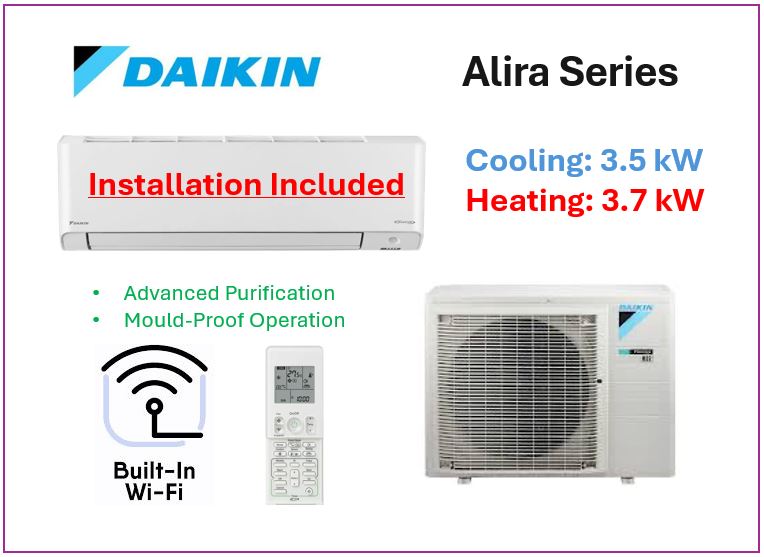 DAIKIN
Alira Series
Cooling: 3.5 kW
Heating: 3.7 kW
Installation Included
DAIKIN
• Advanced Purification
• Mould-Proof Operation
DAIKIN
Built-In
Wi-Fi